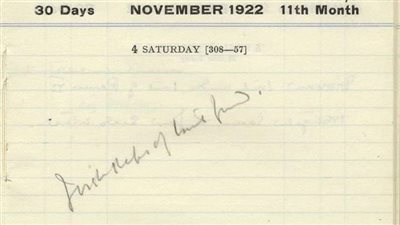 30 Days NOVEMBER 1922 11th Month
4 SATURDAY [308—57]
First steps of tomb found.